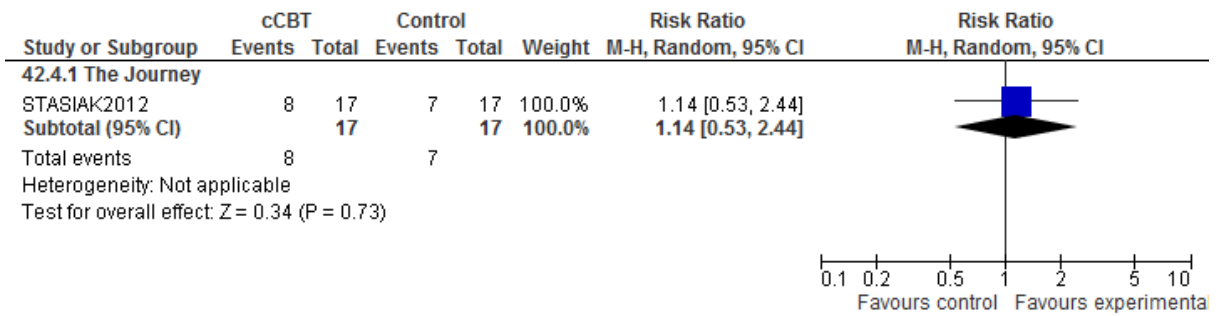 cCBT Control Risk Ratio Risk Ratio
Study or Subgroup Events Total Events Total Weight M-H, Random, 95% CI M-H, Random, 95% CI
42.4.1 The Journey
STASIAK2012 8 17 7 17 100.0% 1.14 [0.53, 2.44]
Subtotal (95% CI) 17 17 100.0% 1.14 [0.53, 2.44]
Total events 8 7
Heterogeneity: Not applicable
Test for overall effect: Z = 0.34 (P = 0.73)
0.1 0.2 0.5 1 2 5 10
Favours control Favours experimental